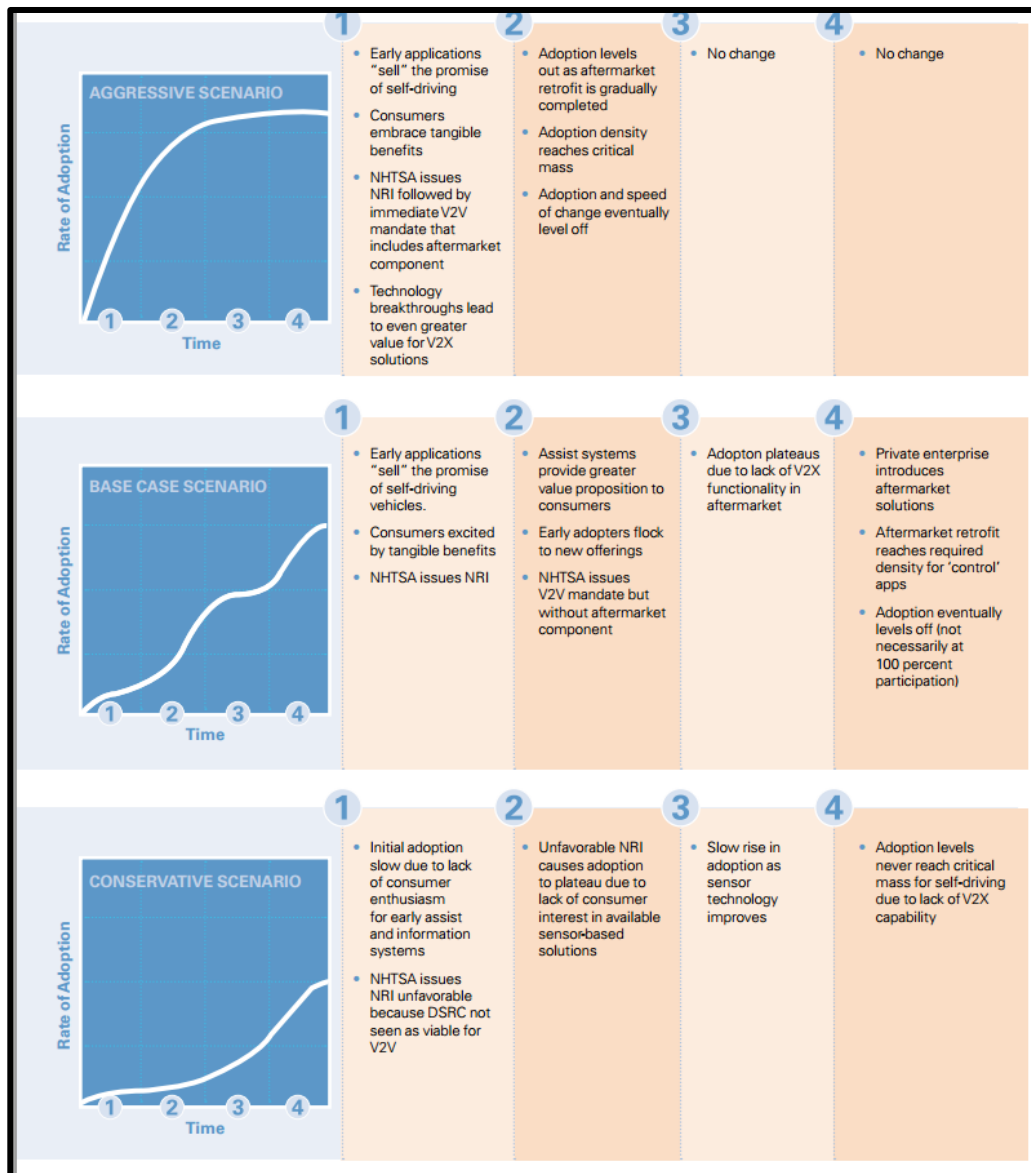 1
2
3
4
AGGRESSIVE SCENARIO
Rate of Adoption
1
2
3
4
Time
• Early applications
“sell” the promise
of self-driving
• Consumers
embrace tangible
benefits
• NHTSA issues
NRI followed by
immediate V2V
mandate that
includes aftermarket
component
• Technology
breakthroughs lead
to even greater
value for V2X
solutions
• Adoption levels
out as aftermarket
retrofit is gradually
completed
• Adoption density
reaches critical
mass
• Adoption and speed
of change eventually
level off
• No change
• No change
1
2
3
4
BASE CASE SCENARIO
Rate of Adoption
1
2
3
4
Time
• Early applications
“sell” the promise
of self-driving
vehicles.
• Consumers excited
by tangible benefits
• NHTSA issues NRI
• Assist systems
provide greater
value proposition to
consumers
• Early adopters flock
to new offerings
• NHTSA issues
V2V mandate but
without aftermarket
component
• Adopton plateaus
due to lack of V2X
functionality in
aftermarket
• Private enterprise
introduces
aftermarket
solutions
• Aftermarket retrofit
reaches required
density for ‘control’
apps
• Adoption eventually
levels off (not
necessarily at
100 percent
participation)
1
2
3
4
CONSERVATIVE SCENARIO
Rate of Adoption
1
2
3
4
Time
• Initial adoption
slow due to lack
of consumer
enthusiasm
for early assist
and information
systems
• NHTSA issues
NRI unfavorable
because DSRC not
seen as viable for
V2V
• Unfavorable NRI
causes adoption
to plateau due to
lack of consumer
interest in available
sensor-based
solutions
• Slow rise in
adoption as
sensor
technology
improves
• Adoption levels
never reach critical
mass for self-driving
due to lack of V2X
capability